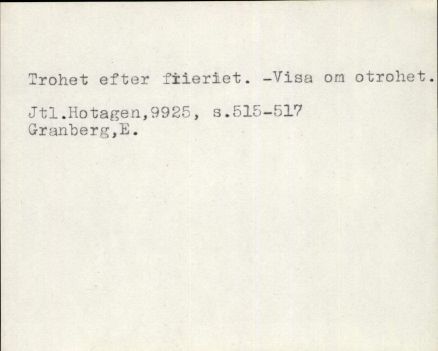 Trohet efter frieriet. -Visa om otrohet.
Jtl.Hotagen,9925, s.515-517
Granberg,E.